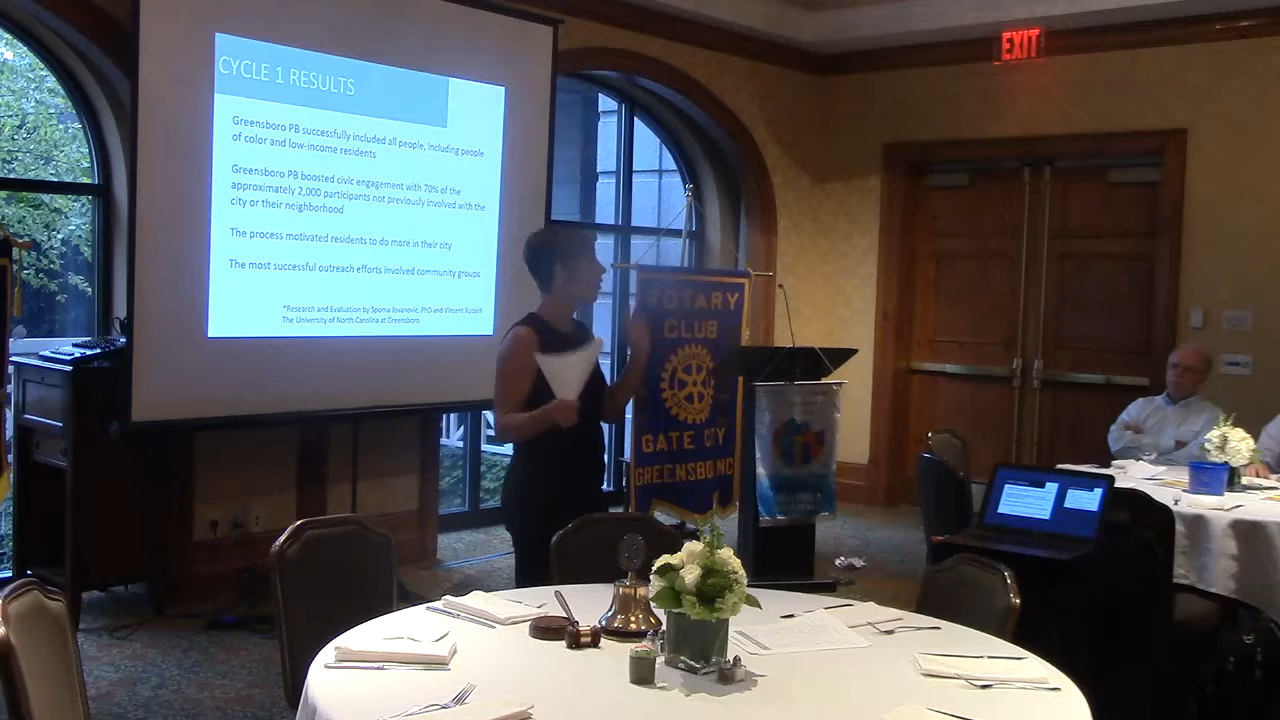 CYCLE 1 RESULTS
Greensboro PB successfully included all people, including people
of color and low-income residents
Greensboro PB boosted civic engagement with 70% of the
approximately 2,000 participants not previously involved with the
city or their neighborhood
The process motivated residents to do more in their city
The most successful outreach efforts involved community groups
*Research and Evaluation by Spoma Jovanovic, PhD and Vincent Russell
The University of North Carolina at Greensboro
EXIT
ROTARY
CLUB
GATE CITY
GREENSBO NC